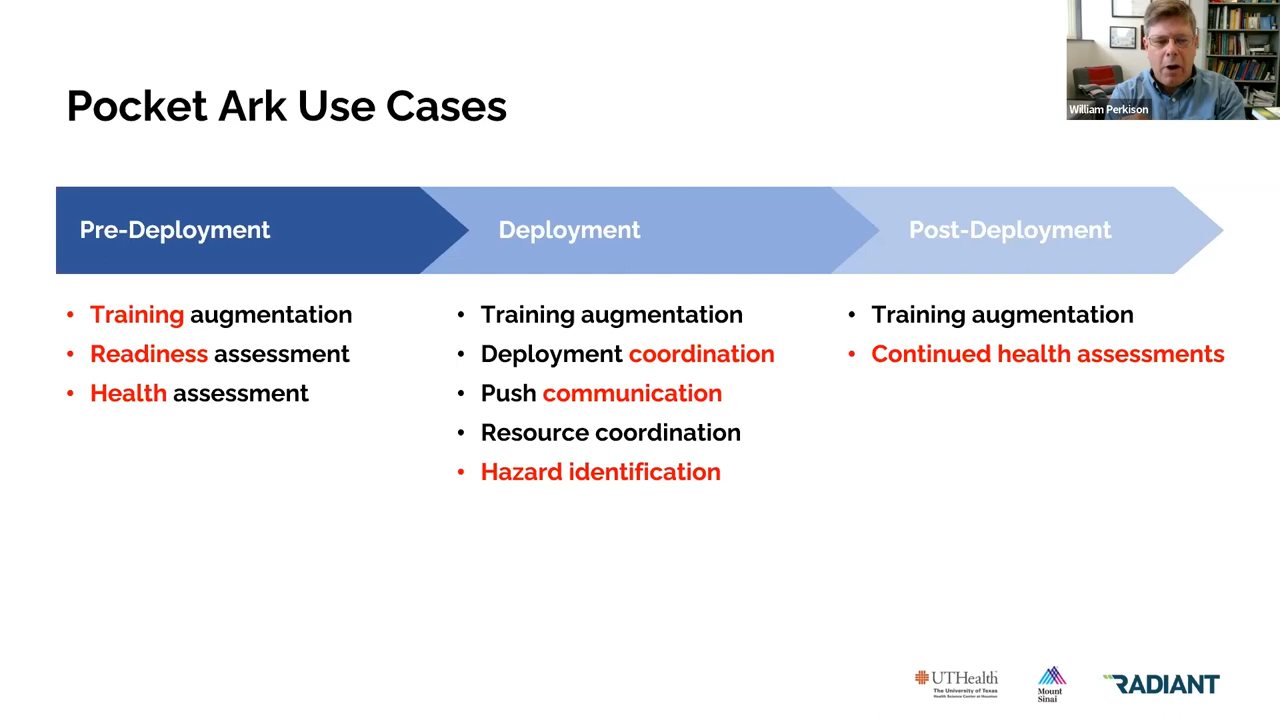 William Perkison
Pocket Ark Use Cases
Pre-Deployment
Deployment
Post-Deployment
• Training augmentation
• Readiness assessment
• Health assessment
• Training augmentation
• Deployment coordination
• Push communication
• Resource coordination
• Hazard identification
• Training augmentation
• Continued health assessments
UTHealth
The University of Texas
Health Science Center at Houston
Mount
Sinai
RADIANT